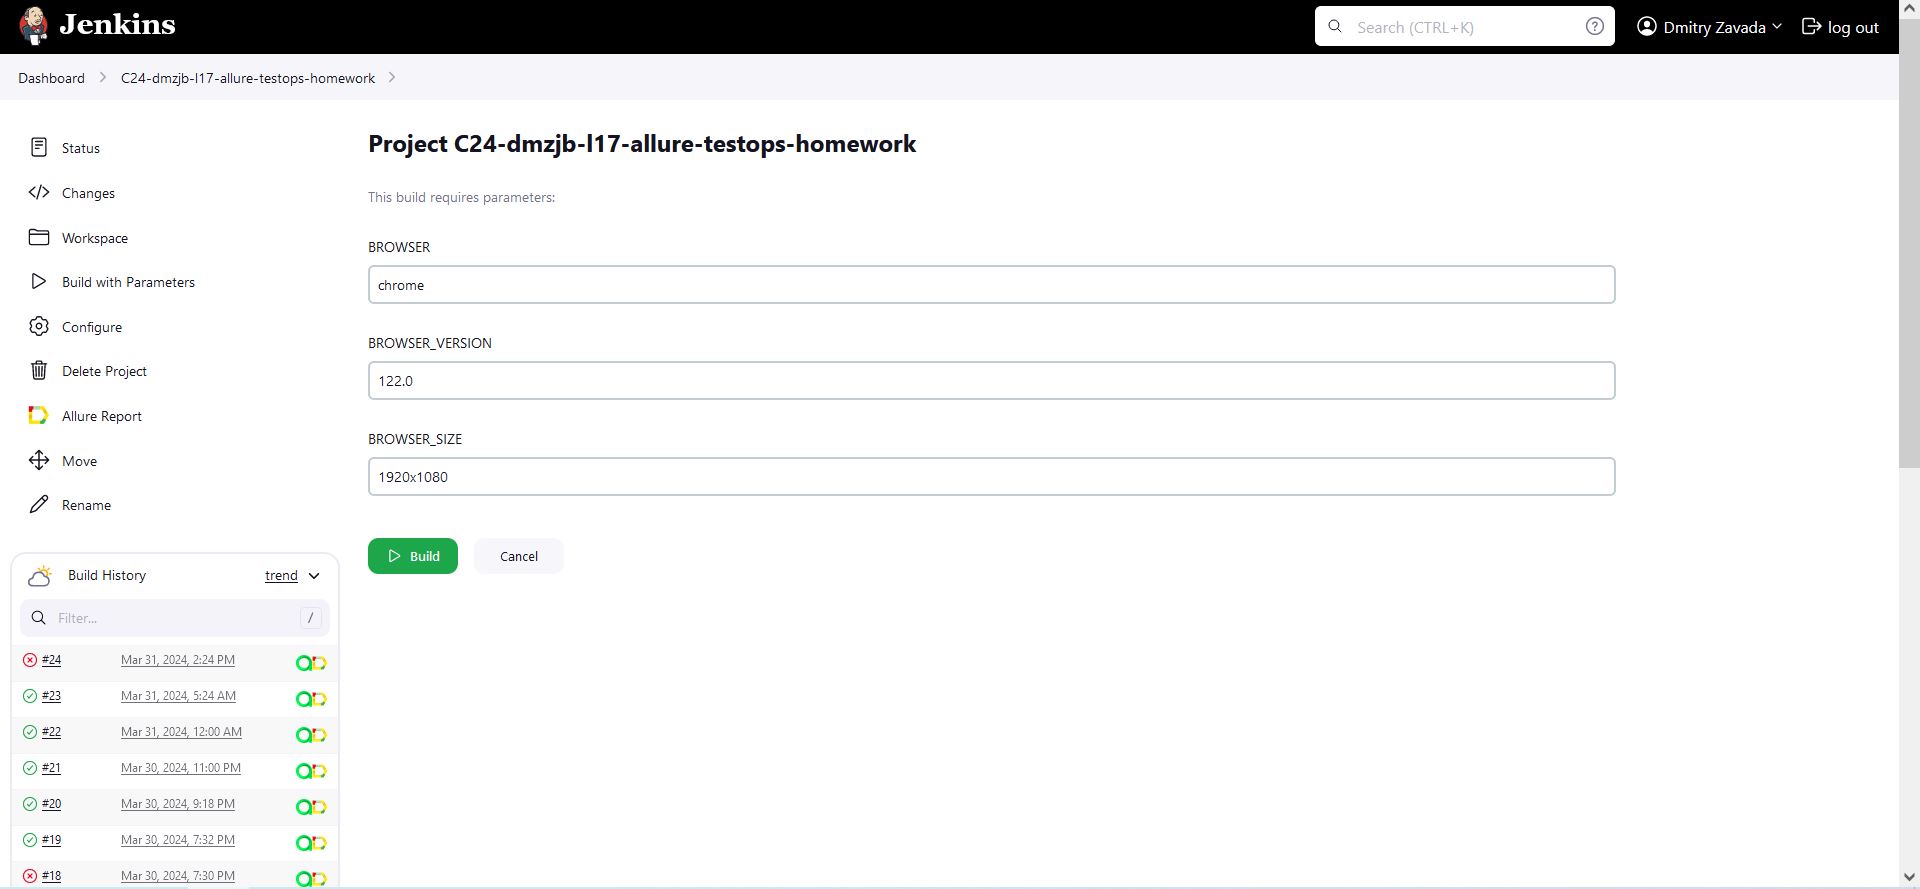 Jenkins
Search (CTRL+K)
Dmitry Zavada
log out
Dashboard
C24-dmzjb-l17-allure-testops-homework
Status
Changes
Workspace
Build with Parameters
Configure
Delete Project
Allure Report
Move
Rename
Build History
trend
Filter...
/
#24 Mar 31, 2024, 2:24 PM
#23 Mar 31, 2024, 5:24 AM
#22 Mar 31, 2024, 12:00 AM
#21 Mar 30, 2024, 11:00 PM
#20 Mar 30, 2024, 9:18 PM
#19 Mar 30, 2024, 7:32 PM
#18 Mar 30, 2024, 7:30 PM
Project C24-dmzjb-l17-allure-testops-homework
This build requires parameters:
BROWSER
chrome
BROWSER_VERSION
122.0
BROWSER_SIZE
1920x1080
Build
Cancel